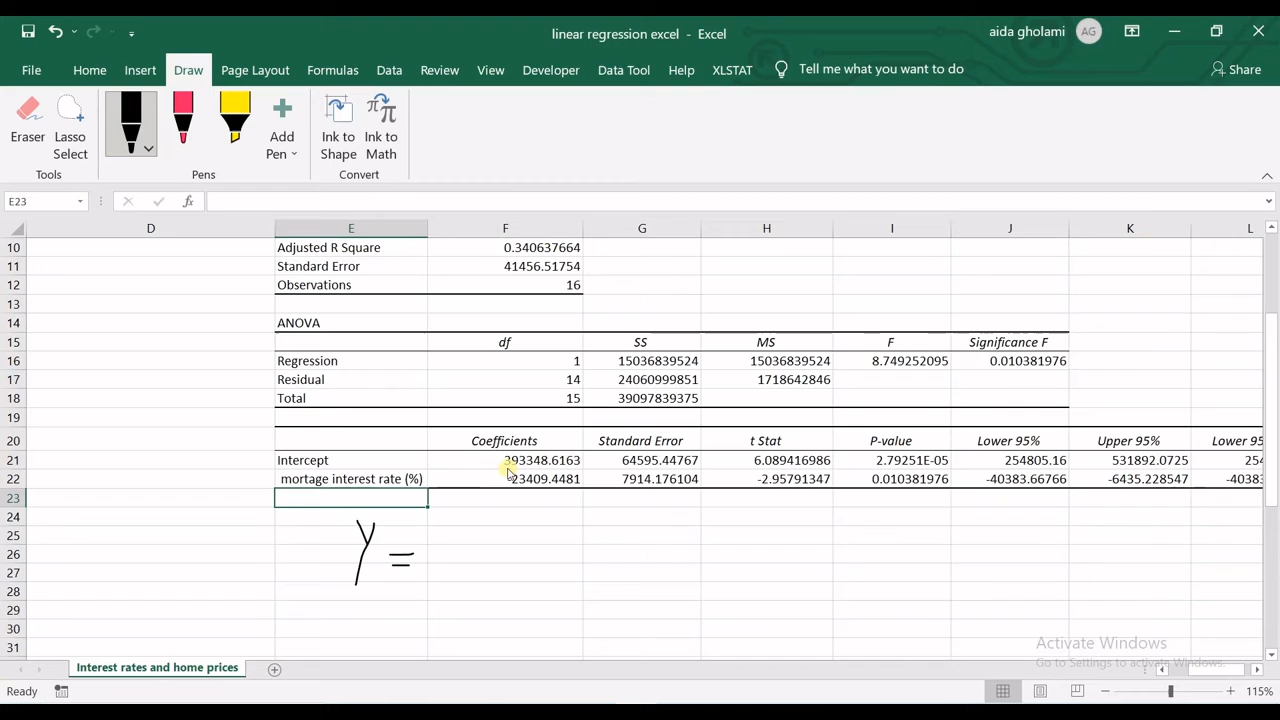 linear regression excel - Excel
aida gholami AG
File Home Insert Draw Page Layout Formulas Data Review View Developer Data Tool Help XLSTAT Tell me what you want to do Share
Eraser Lasso Select Add Pen Ink to Shape Ink to Math
Tools Pens Convert
E23 fx
D E F G H I J K L
10 Adjusted R Square 0.340637664
11 Standard Error 41456.51754
12 Observations 16
13
14 ANOVA
15 df SS MS F Significance F
16 Regression 1 15036839524 15036839524 8.749252095 0.010381976
17 Residual 14 24060999851 1718642846
18 Total 15 39097839375
19
20 Coefficients Standard Error t Stat P-value Lower 95% Upper 95% Lower 95
21 Intercept 393348.6163 64595.44767 6.089416986 2.79251E-05 254805.16 531892.0725 254
22 mortage interest rate (%) -23409.4481 7914.176104 -2.95791347 0.010381976 -40383.66766 -6435.228547 -40383
23
24
25
26 Y =
27
28
29
30
31
Activate Windows
Go to Settings to activate Windows.
Interest rates and home prices
Ready 115%